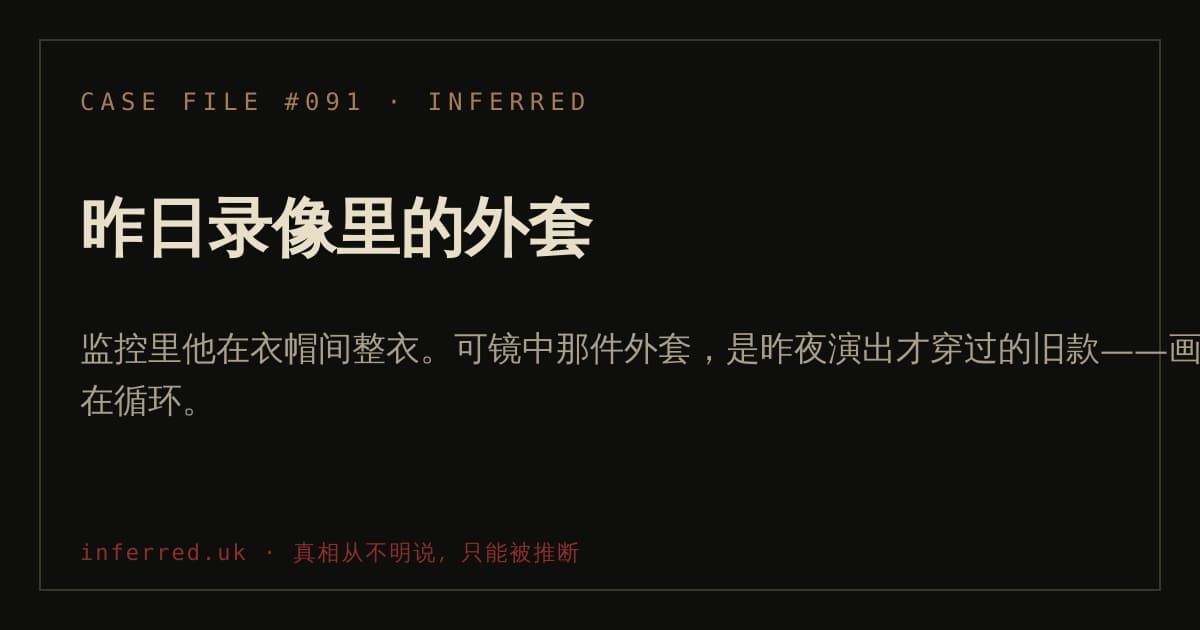 CASE FILE #091 · INFERRED
昨日录像里的外套
监控里他在衣帽间整衣。可镜中那件外套，是昨夜演出才穿过的旧款——画
在循环。
inferred.uk · 真相从不明说，只能被推断